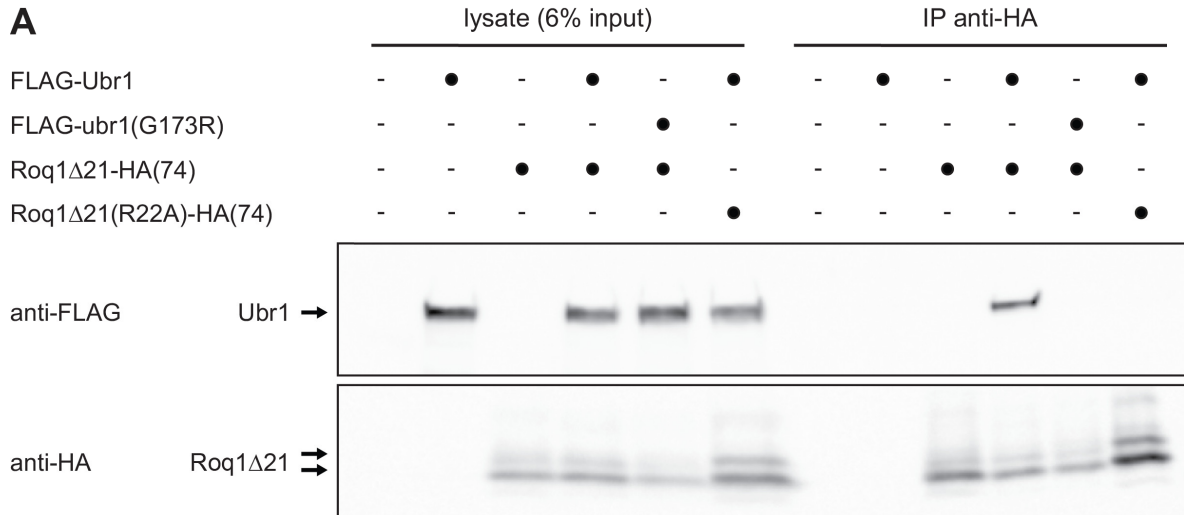 A
lysate (6% input) IP anti-HA
FLAG-Ubr1 - ● - ● - ● - ● - ● - ●
FLAG-ubr1(G173R) - - - - ● - - - - - ● -
Roq1Δ21-HA(74) - - ● ● ● - - - ● ● ● -
Roq1Δ21(R22A)-HA(74) - - - - - ● - - - - - ●
anti-FLAG Ubr1
anti-HA Roq1Δ21